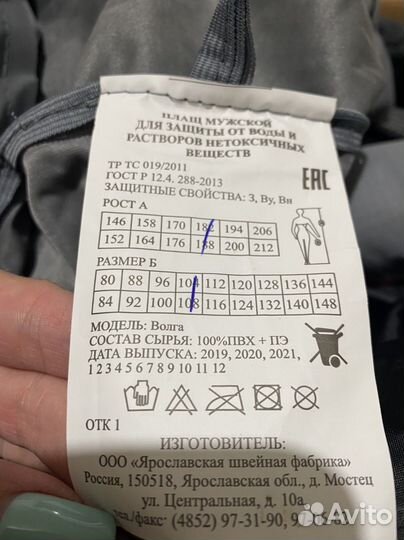 ПЛАЩ МУЖСКОЙ
ДЛЯ ЗАЩИТЫ ОТ ВОДЫ И
РАСТВОРОВ НЕТОКСИЧНЫХ
ВЕЩЕСТВ
ТР ТС 019/2011
ГОСТ Р 12.4. 288-2013
ЗАЩИТНЫЕ СВОЙСТВА: З, Ву, Вн
EAC
РОСТ А
146 158 170 182 194 206
152 164 176 188 200 212
РАЗМЕР Б
80 88 96 104 112 120 128 136 144
84 92 100 108 116 124 132 140 148
МОДЕЛЬ: Волга
СОСТАВ СЫРЬЯ: 100%ПВХ + ПЭ
ДАТА ВЫПУСКА: 2019, 2020, 2021,
1 2 3 4 5 6 7 8 9 10 11 12
ОТК 1
ИЗГОТОВИТЕЛЬ:
ООО «Ярославская швейная фабрика»
Россия, 150518, Ярославская обл., д. Мостец
ул. Центральная, д. 10а
тел./факс: (4852) 97-31-90,
Avito